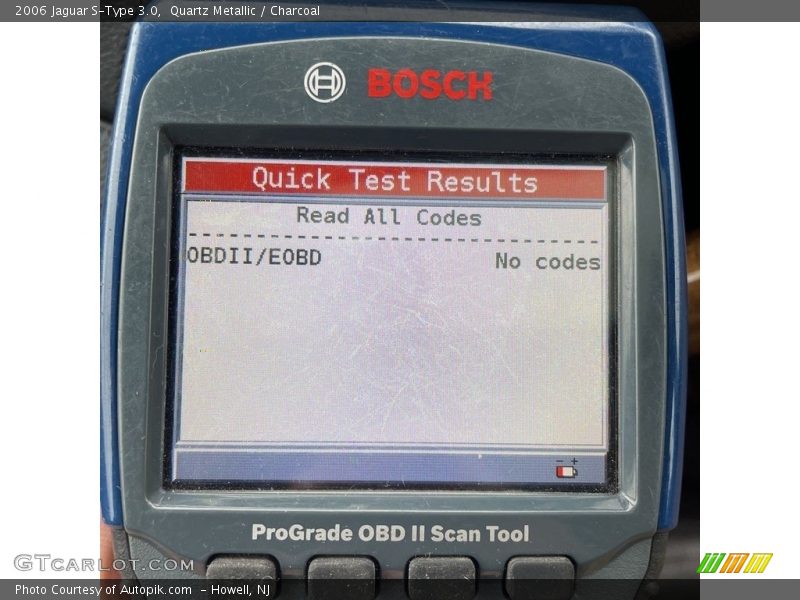 2006 Jaguar S-Type 3.0, Quartz Metallic / Charcoal
BOSCH
Quick Test Results
Read All Codes
OBDII/EOBD No codes
- +
ProGrade OBD II Scan Tool
GTCARLOT.COM
Photo Courtesy of Autopik.com - Howell, NJ